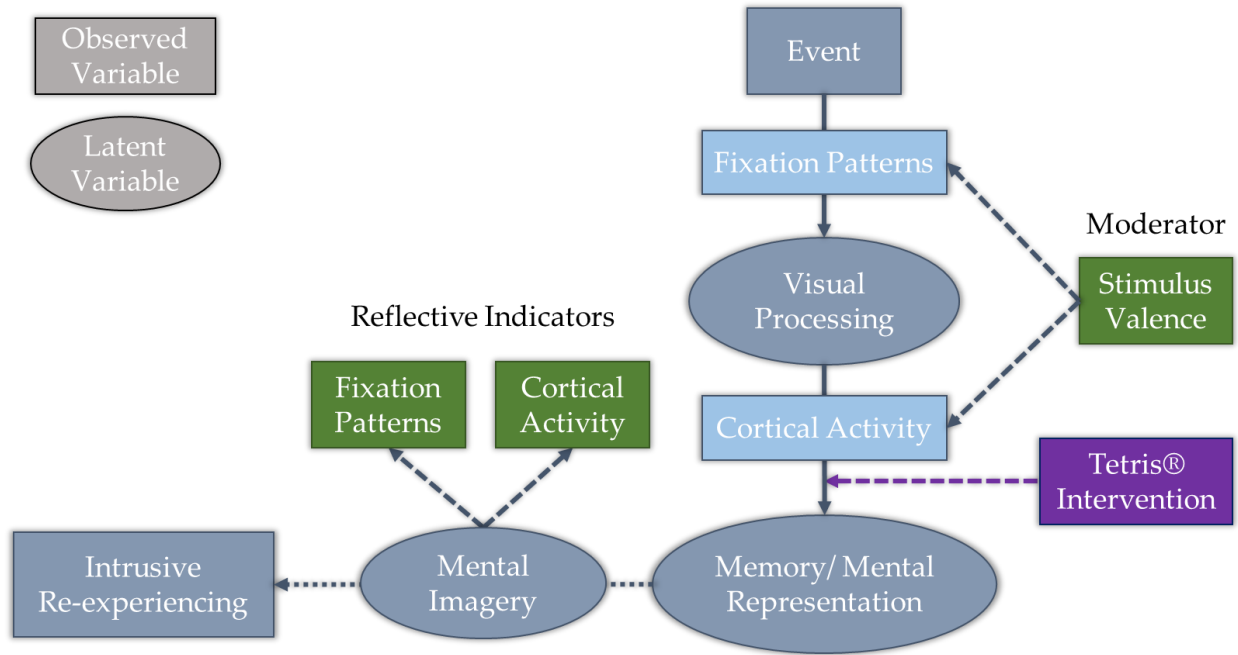 Observed
Variable
Latent
Variable
Event
Fixation Patterns
Moderator
Visual
Processing
Stimulus
Valence
Reflective Indicators
Fixation
Patterns
Cortical
Activity
Cortical Activity
Tetris®
Intervention
Intrusive
Re-experiencing
Mental
Imagery
Memory/ Mental
Representation